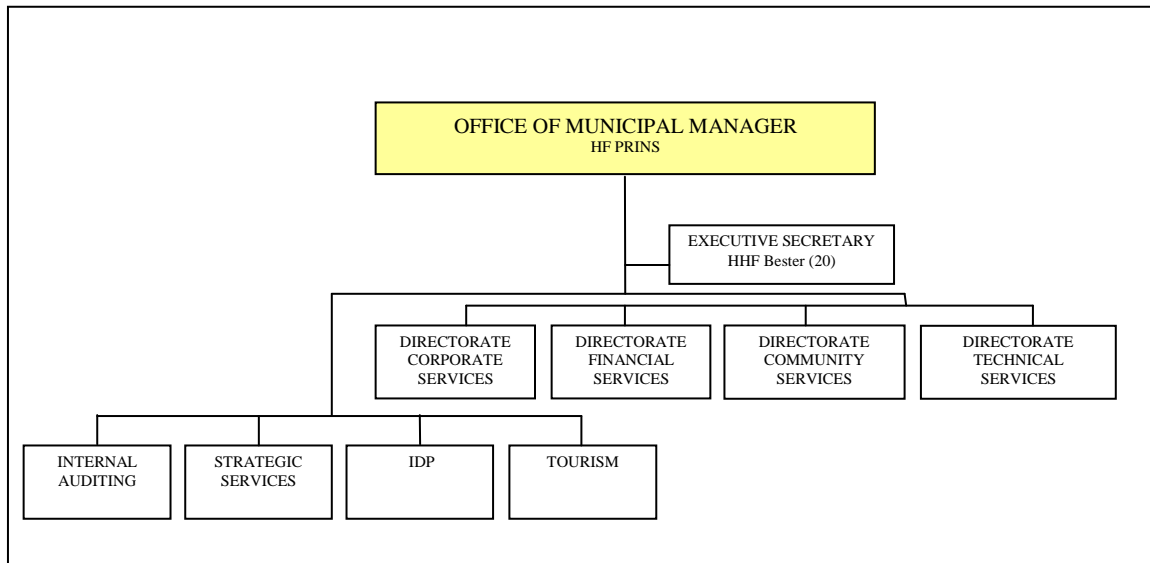 OFFICE OF MUNICIPAL MANAGER
HF PRINS
EXECUTIVE SECRETARY
HHF Bester (20)
DIRECTORATE
CORPORATE
SERVICES
DIRECTORATE
FINANCIAL
SERVICES
DIRECTORATE
COMMUNITY
SERVICES
DIRECTORATE
TECHNICAL
SERVICES
INTERNAL
AUDITING
STRATEGIC
SERVICES
IDP
TOURISM